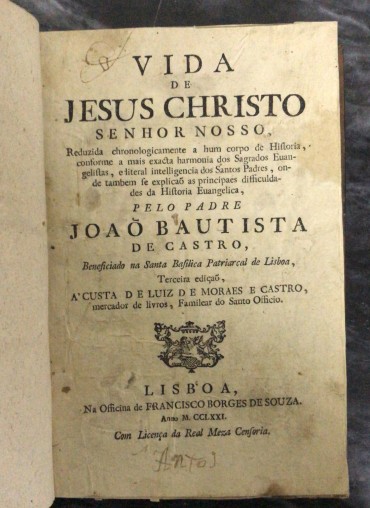 VIDA
DE
JESUS CHRISTO
SENHOR NOSSO,
Reduzida chronologicamente a hum corpo de Historia,
conforme a mais exacta harmonia dos Sagrados Euan-
gelistas, e literal intelligencia dos Santos Padres, on-
de tambem se explicaõ as principaes difficulda-
des da Historia Euangelica,
PELO PADRE
JOAÕ BAUTISTA
DE CASTRO,
Beneficiado na Santa Basilica Patriarcal de Lisboa,
Terceira ediçaõ,
A' CUSTA DE LUIZ DE MORAES E CASTRO,
mercador de livros, Familear do Santo Officio.
LISBOA,
Na Officina de FRANCISCO BORGES DE SOUZA.
Anno M. CCLXXI.
Com Licença da Real Meza Censoria.